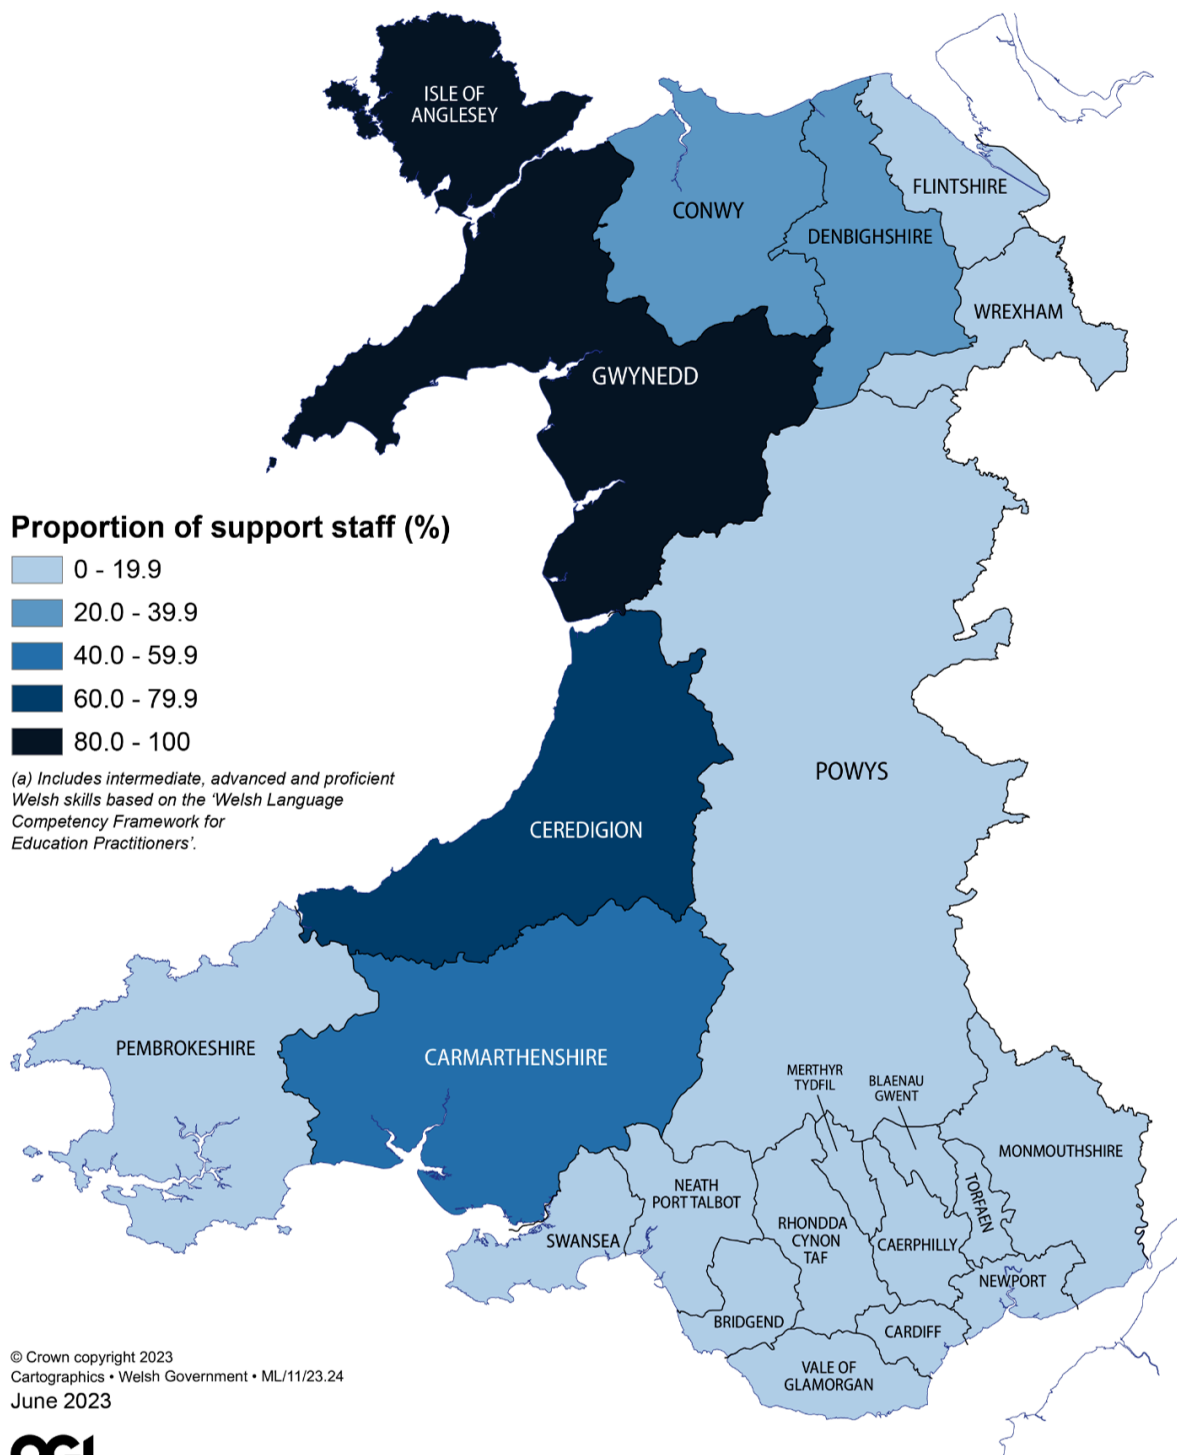 ISLE OF
ANGLESEY
FLINTSHIRE
CONWY
DENBIGHSHIRE
WREXHAM
GWYNEDD
Proportion of support staff (%)
0 - 19.9
20.0 - 39.9
40.0 - 59.9
60.0 - 79.9
80.0 - 100
(a) Includes intermediate, advanced and proficient
Welsh skills based on the ‘Welsh Language
Competency Framework for
Education Practitioners’.
POWYS
CEREDIGION
PEMBROKESHIRE
CARMARTHENSHIRE
MERTHYR
TYDFIL
BLAENAU
GWENT
MONMOUTHSHIRE
NEATH
PORT TALBOT
TORFAEN
SWANSEA
RHONDDA
CYNON
TAF
CAERPHILLY
NEWPORT
BRIDGEND
CARDIFF
VALE OF
GLAMORGAN
© Crown copyright 2023
Cartographics • Welsh Government • ML/11/23.24
June 2023